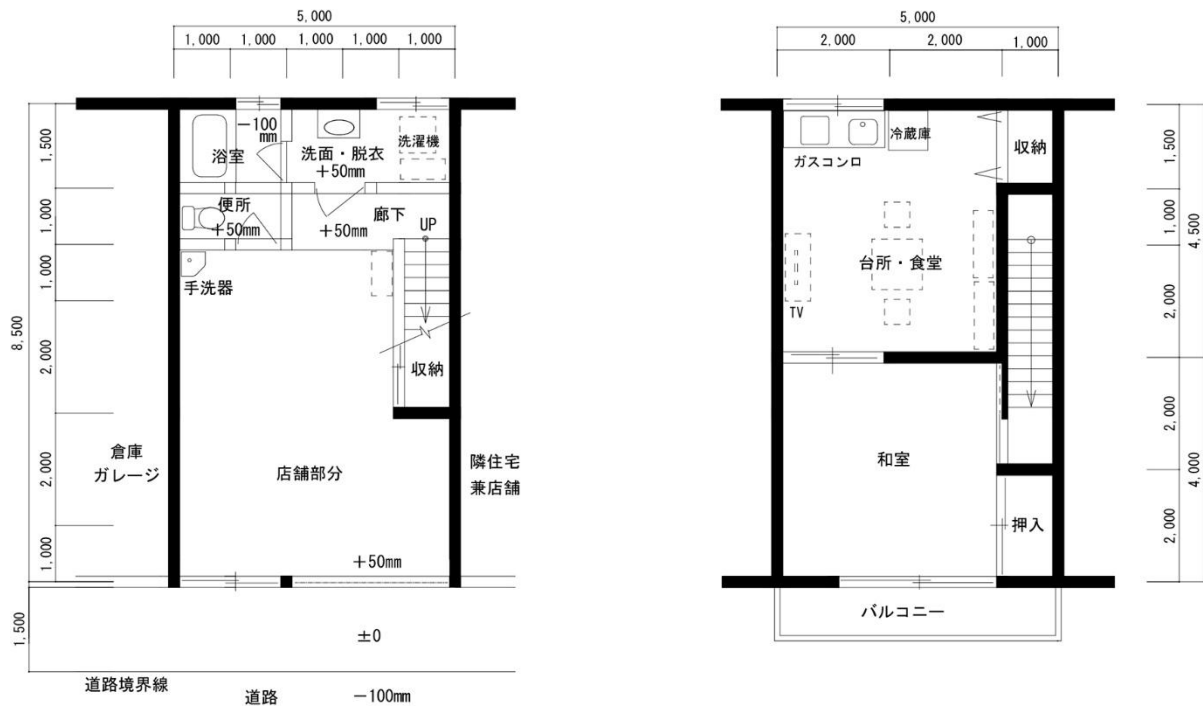 5,000
1,000
1,000
1,000
1,000
1,000
8,500
1,500
1,000
1,000
2,000
2,000
1,000
1,500
浴室
-100
mm
洗面・脱衣
+50mm
洗濯機
便所
+50mm
廊下
+50mm
UP
手洗器
収納
倉庫
ガレージ
店舗部分
隣住宅
兼店舗
+50mm
±0
道路境界線
道路
-100mm
5,000
2,000
2,000
1,000
冷蔵庫
ガスコンロ
収納
台所・食堂
TV
和室
押入
バルコニー
1,500
1,000
2,000
4,500
2,000
2,000
4,000